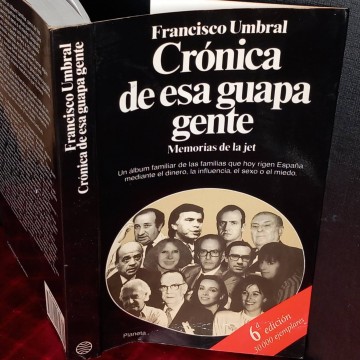 Francisco Umbral
Crónica
de esa guapa
gente
Memorias de la jet
Un álbum familiar de las familias que hoy rigen España
mediante el dinero, la influencia, el sexo o el miedo.
Planeta
6ª edición
10.000 ejemplares
Francisco Umbral
Crónica de esa guapa gente